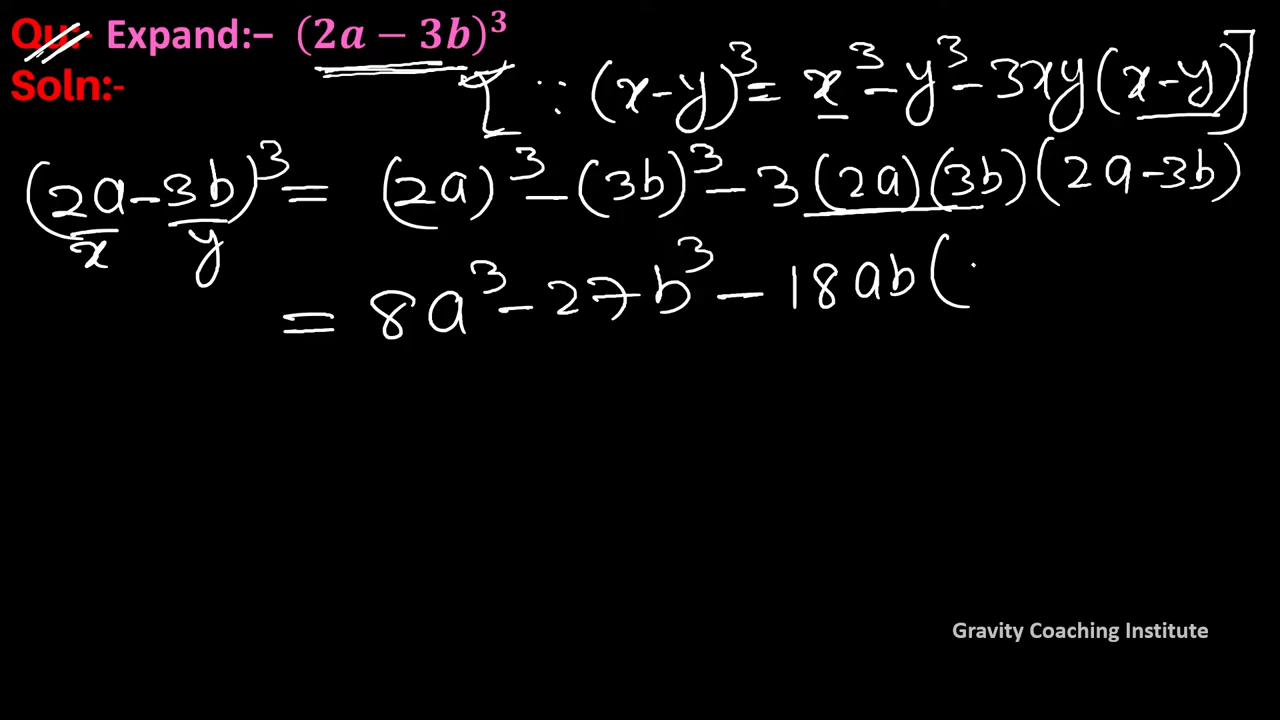 Qu:- Expand:– (2a − 3b)³
Soln:-
[∵ (x-y)³ = x³ - y³ - 3xy(x-y)]
(2a-3b)³ = (2a)³ - (3b)³ - 3(2a)(3b)(2a-3b)
x y
= 8a³ - 27b³ - 18ab(
Gravity Coaching Institute